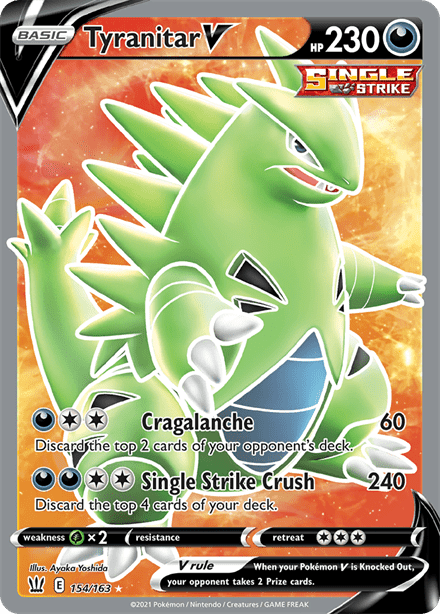 BASIC Tyranitar V HP 230
SINGLE
STRIKE
Cragalanche 60
Discard the top 2 cards of your opponent's deck.
Single Strike Crush 240
Discard the top 4 cards of your deck.
weakness ×2 resistance retreat
Illus. Ayaka Yoshida
V rule When your Pokémon V is Knocked Out,
your opponent takes 2 Prize cards.
E 154/163
©2021 Pokémon / Nintendo / Creatures / GAME FREAK